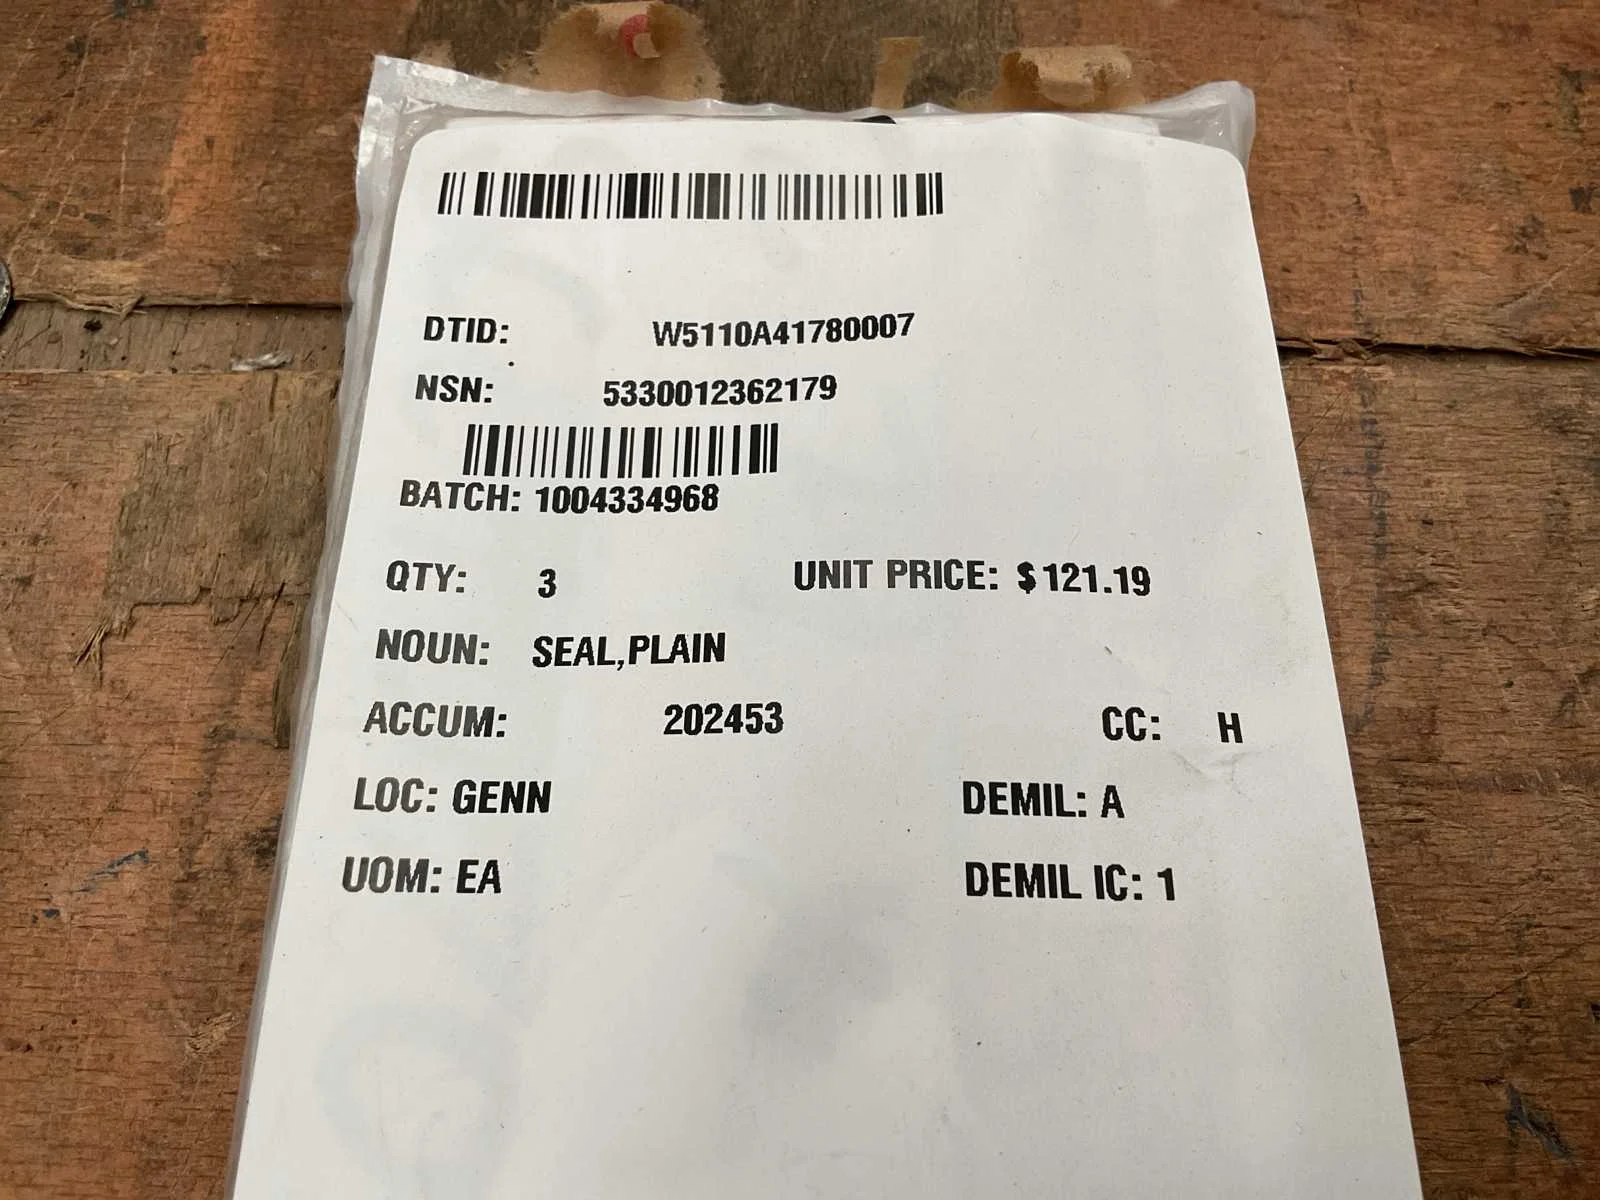 DTID: W5110A41780007
NSN: 5330012362179
BATCH: 1004334968
QTY: 3 UNIT PRICE: $121.19
NOUN: SEAL,PLAIN
ACCUM: 202453 CC: H
LOC: GENN DEMIL: A
UOM: EA DEMIL IC: 1